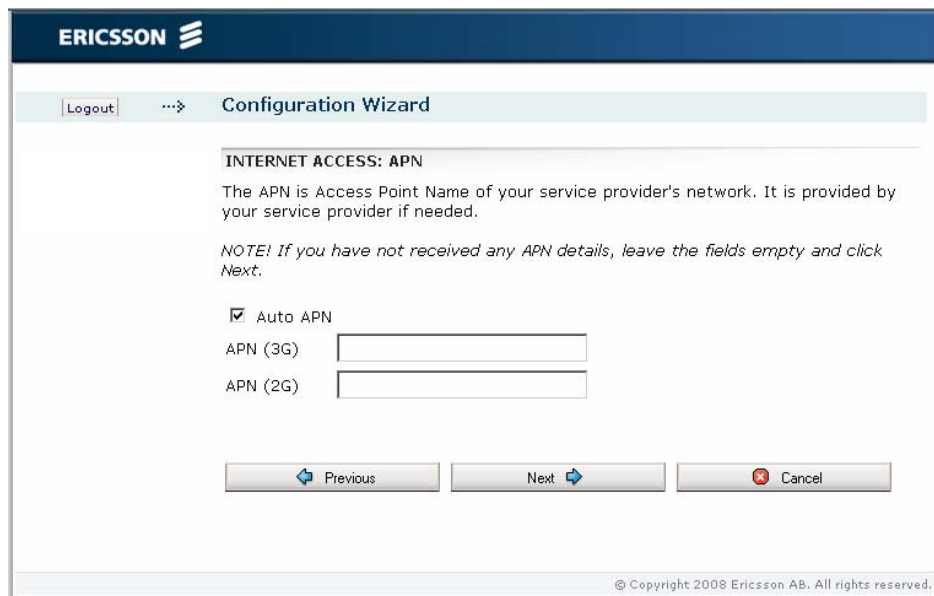 ERICSSON
Logout
Configuration Wizard
INTERNET ACCESS: APN
The APN is Access Point Name of your service provider's network. It is provided by
your service provider if needed.
NOTE! If you have not received any APN details, leave the fields empty and click
Next.
Auto APN
APN (3G)
APN (2G)
Previous
Next
Cancel
© Copyright 2008 Ericsson AB. All rights reserved.